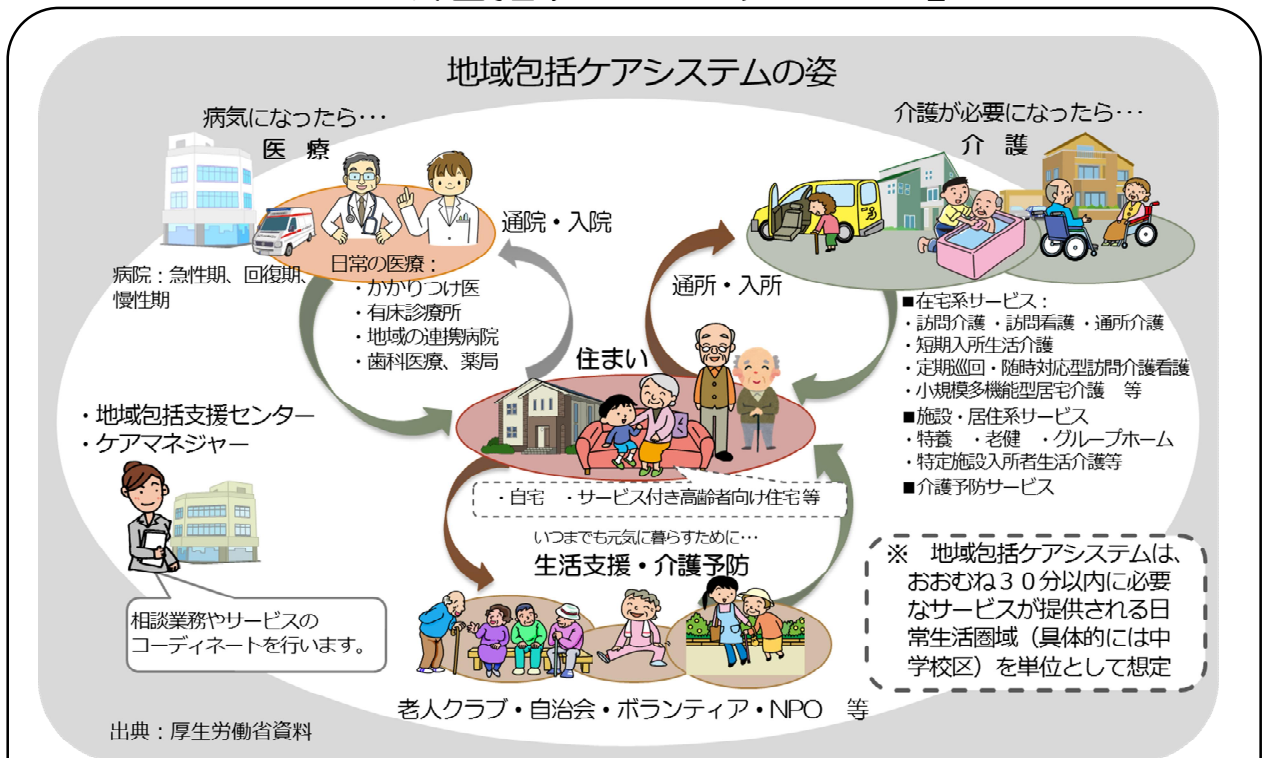 地域包括ケアシステムの姿
病気になったら･･･
医 療
病院：急性期、回復期、
慢性期
日常の医療：
・かかりつけ医
・有床診療所
・地域の連携病院
・歯科医療、薬局
通院・入院
介護が必要になったら･･･
介 護
通所・入所
■在宅系サービス：
・訪問介護 ・訪問看護 ・通所介護
・短期入所生活介護
・定期巡回・随時対応型訪問介護看護
・小規模多機能型居宅介護 等
■施設・居住系サービス
・特養 ・老健 ・グループホーム
・特定施設入所者生活介護等
■介護予防サービス
住まい
・自宅 ・サービス付き高齢者向け住宅等
・地域包括支援センター
・ケアマネジャー
相談業務やサービスの
コーディネートを行います。
いつまでも元気に暮らすために･･･
生活支援・介護予防
老人クラブ・自治会・ボランティア・NPO 等
※ 地域包括ケアシステムは、
おおむね３０分以内に必要
なサービスが提供される日
常生活圏域（具体的には中
学校区）を単位として想定
出典：厚生労働省資料